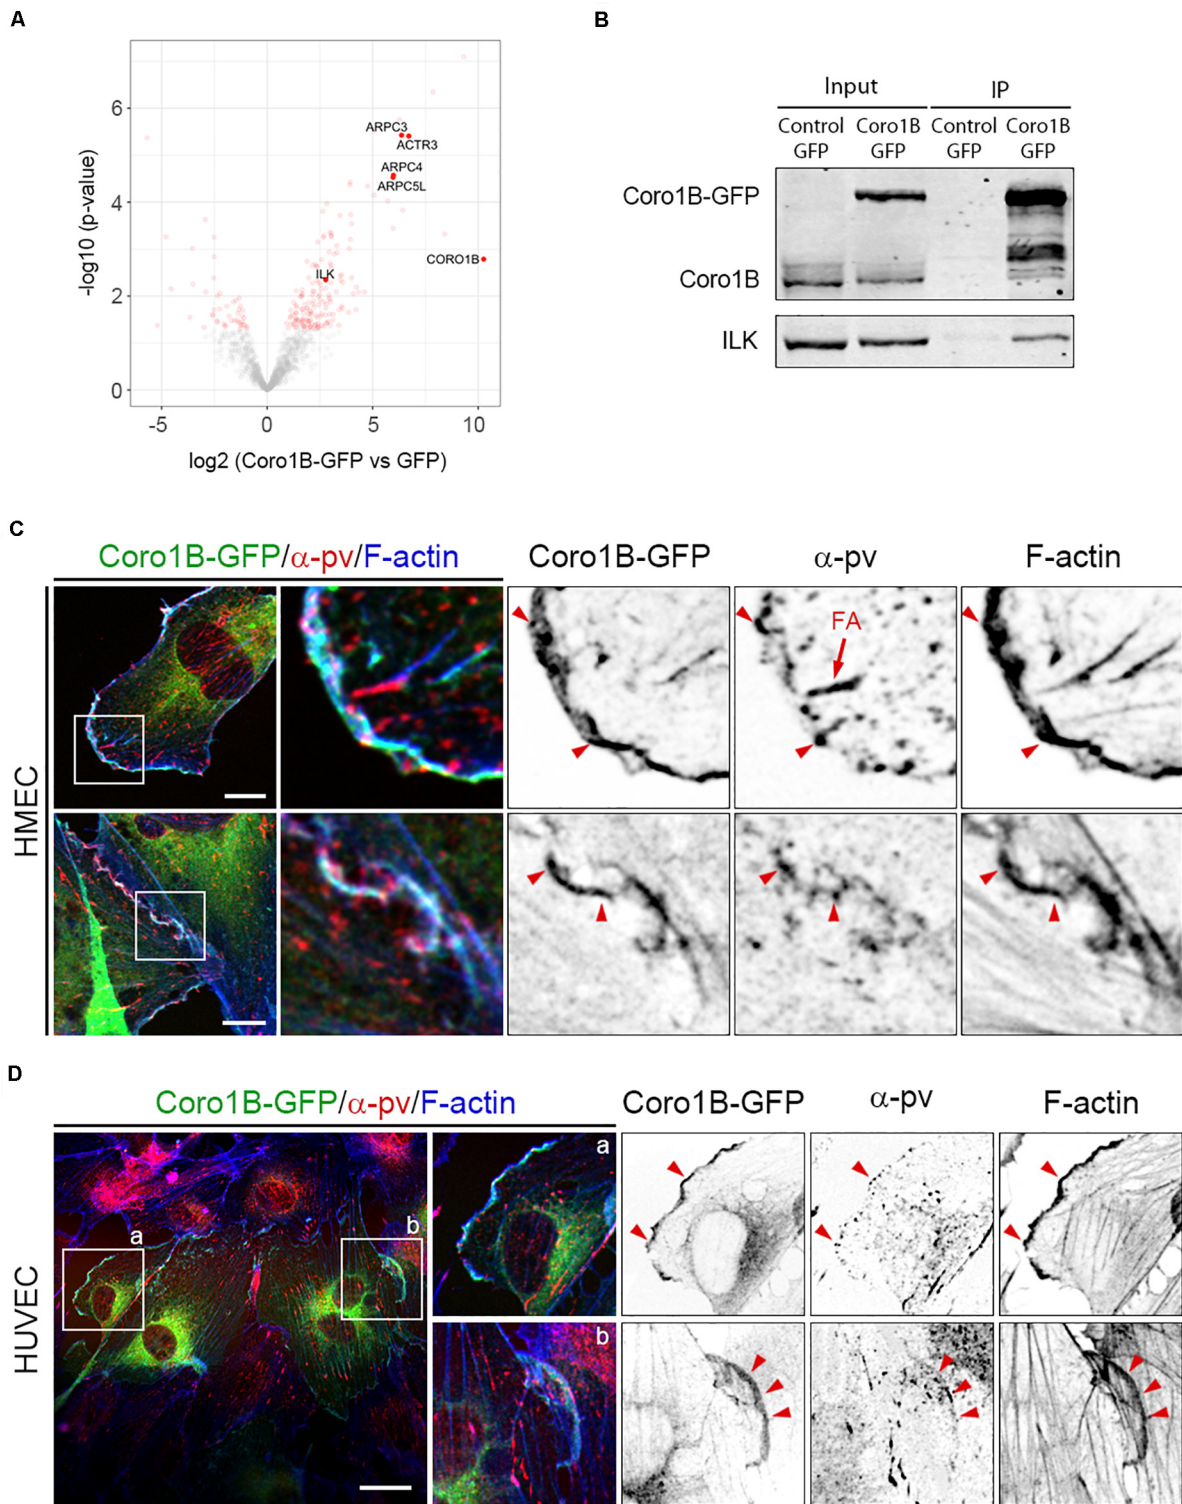 A
-log10 (p-value)
6
4
2
0
-5
0
5
10
log2 (Coro1B-GFP vs GFP)
ARPC3
ACTR3
ARPC4
ARPC5L
CORO1B
ILK
B
Input
IP
Control GFP
Coro1B GFP
Control GFP
Coro1B GFP
Coro1B-GFP
Coro1B
ILK
C
Coro1B-GFP/α-pv/F-actin
Coro1B-GFP
α-pv
F-actin
HMEC
FA
D
Coro1B-GFP/α-pv/F-actin
Coro1B-GFP
α-pv
F-actin
HUVEC
a
b
a
b